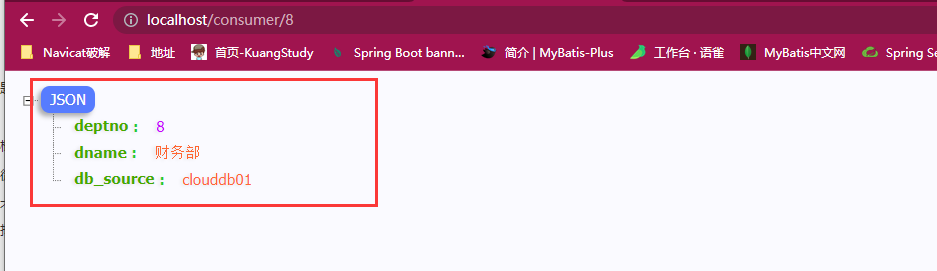 localhost/consumer/8
Navicat破解 地址 首页-KuangStudy Spring Boot bann... 简介 | MyBatis-Plus 工作台 · 语雀 MyBatis中文网 Spring Se
JSON
deptno : 8
dname : 财务部
db_source : clouddb01